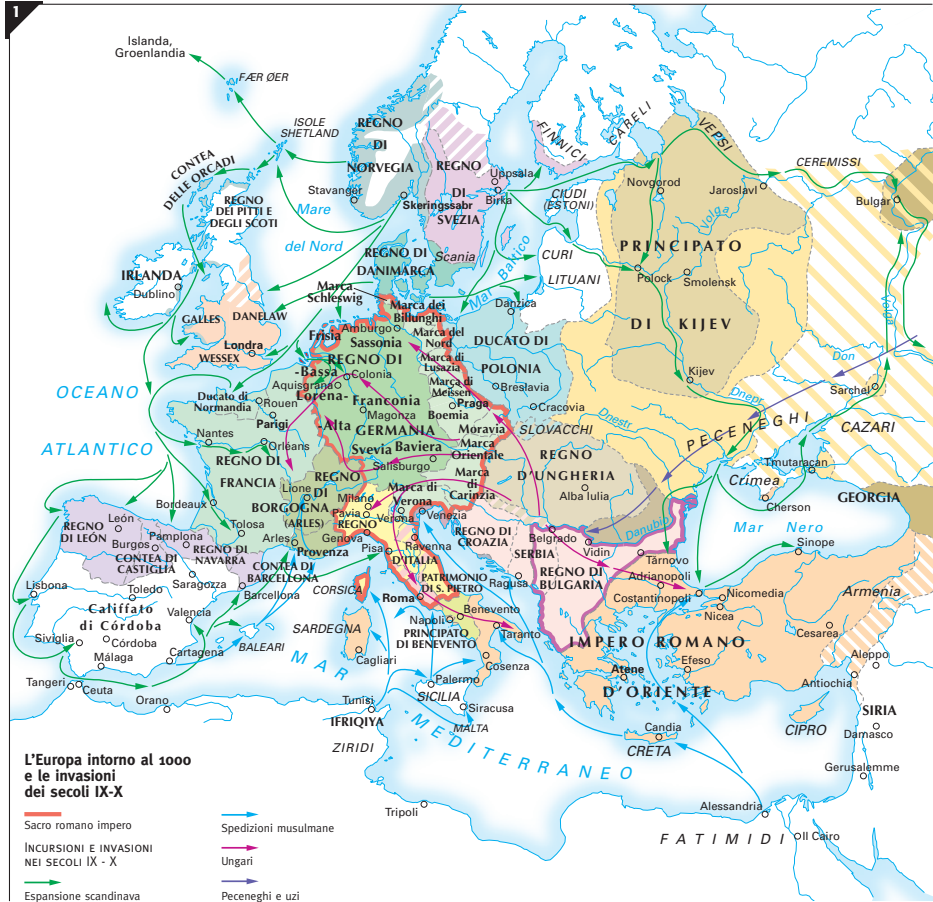 1
Islanda,
Groenlandia
FÆR ØER
ISOLE
SHETLAND
CONTEA
DELLE ORCADI
REGNO
DI
NORVEGIA
Stavanger
Skeringssabr
REGNO
DI
SVEZIA
Uppsala
Birka
FINNICI
CARELI
VEPSI
CEREMISSI
Bulgar
Novgorod
Jaroslavl
CIUDI
(ESTONI)
Volga
REGNO
DEI PITTI E
DEGLI SCOTI
Mare
del Nord
REGNO DI
DANIMARCA
Scania
Mar Baltico
CURI
LITUANI
PRINCIPATO
DI KIJEV
Polock
Smolensk
IRLANDA
Dublino
Marca
Schleswig
Marca dei
Billunghi
Danzica
GALLES
DANELAW
Londra
WESSEX
Frisia
Amburgo
Sassonia
Marca del
Nord
Marca di
Lusazia
DUCATO DI
POLONIA
Volga
Don
OCEANO
ATLANTICO
REGNO DI
-Bassa
Colonia
Aquisgrana
Lorena-
-Alta
Franconia
Magonza
GERMANIA
Marca di
Meissen
Praga
Boemia
Breslavia
Cracovia
Kijev
Dnepr
Sarchel
Ducato di
Normandia
Rouen
Parigi
Moravia
SLOVACCHI
Dnestr
PECENEGHI
CAZARI
Nantes
Orléans
Svevia
Baviera
Salisburgo
Marca
Orientale
REGNO
D'UNGHERIA
Alba Iulia
Tmutaracan
Crimea
Cherson
REGNO DI
FRANCIA
Lione
REGNO
DI
BORGOGNA
(ARLES)
Marca di
Verona
Marca
di
Carinzia
GEORGIA
Bordeaux
Milano
Pavia
Verona
Venezia
REGNO
D'ITALIA
Genova
Ravenna
Pisa
REGNO DI
CROAZIA
Belgrado
Danubio
Vidin
Mar Nero
Sinope
REGNO
DI LEÓN
León
Burgos
Pamplona
REGNO DI
NAVARRA
CONTEA DI
CASTIGLIA
Tolosa
Arles
Provenza
CONTEA DI
BARCELLONA
Barcellona
SERBIA
REGNO DI
BULGARIA
Tărnovo
Adrianopoli
Costantinopoli
Nicomedia
Nicea
Armenia
Lisbona
Saragozza
Toledo
Califfato
di Córdoba
Valencia
CORSICA
Roma
PATRIMONIO
DI S. PIETRO
Ragusa
Benevento
Napoli
PRINCIPATO
DI BENEVENTO
Taranto
Siviglia
Córdoba
Málaga
Cartagena
BALEARI
SARDEGNA
Cagliari
Cosenza
IMPERO ROMANO
D'ORIENTE
Atene
Efeso
Cesarea
Aleppo
Antiochia
Tangeri
Ceuta
Orano
MAR
MEDITERRANEO
Tunisi
IFRIQIYA
ZIRIDI
Palermo
SICILIA
Siracusa
MALTA
Candia
CRETA
CIPRO
SIRIA
Damasco
Gerusalemme
Tripoli
Alessandria
FATIMIDI
Il Cairo
L'Europa intorno al 1000
e le invasioni
dei secoli IX-X
Sacro romano impero
INCURSIONI E INVASIONI
NEI SECOLI IX - X
Espansione scandinava
Spedizioni musulmane
Ungari
Peceneghi e uzi